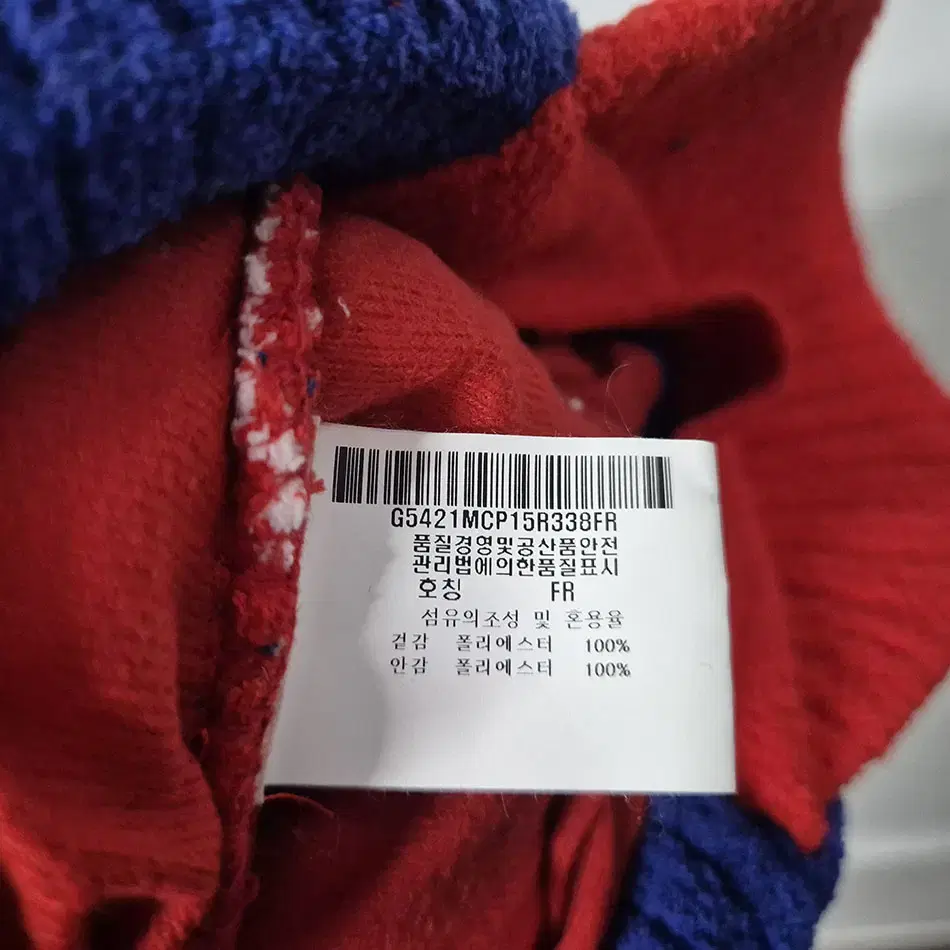 G5421MCP15R338FR
품질경영및공산품안전
관리법에의한품질표시
호칭 FR
섬유의조성 및 혼용율
겉감 폴리에스터 100%
안감 폴리에스터 100%